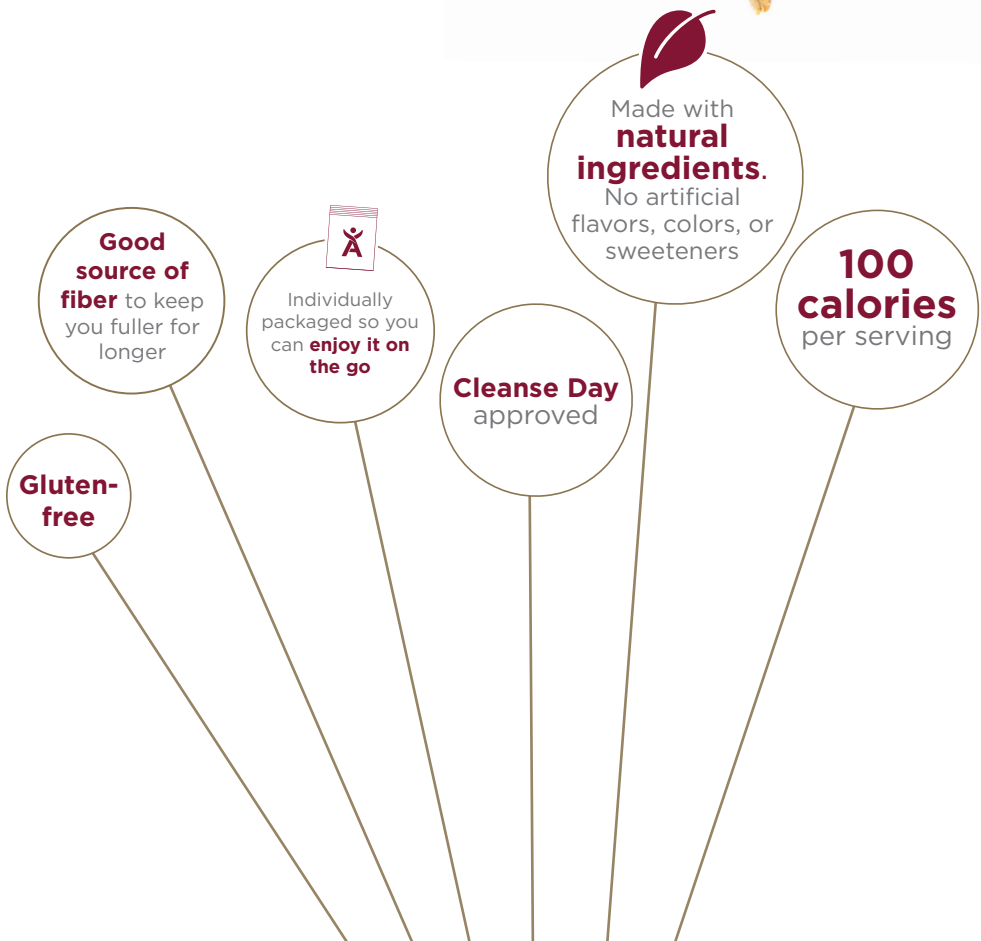 Made with
natural
ingredients.
No artificial
flavors, colors, or
sweeteners
Good
source of
fiber to keep
you fuller for
longer
Individually
packaged so you
can enjoy it on
the go
100
calories
per serving
Cleanse Day
approved
Gluten-
free